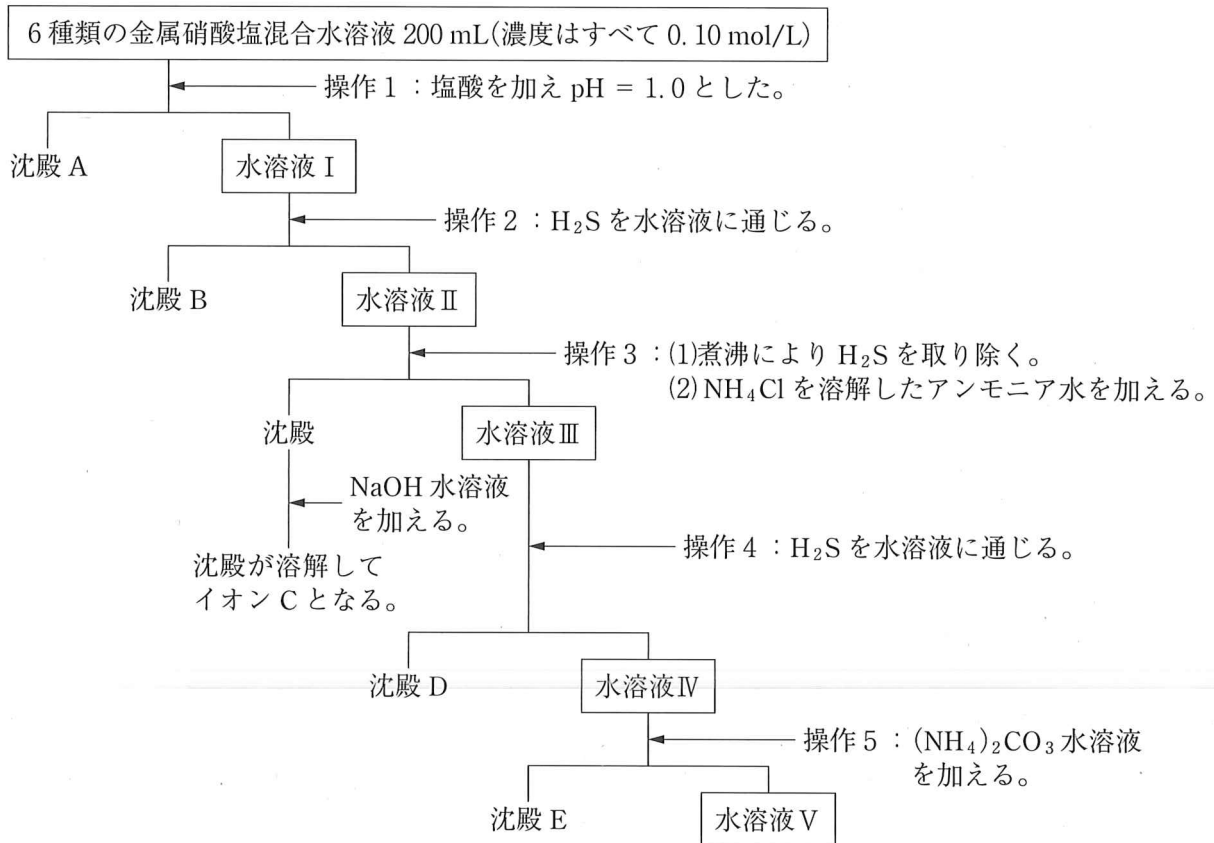 6種類の金属硝酸塩混合水溶液 200 mL(濃度はすべて 0.10 mol/L)
操作1：塩酸を加え pH = 1.0 とした。
沈殿 A
水溶液Ⅰ
操作2：H₂S を水溶液に通じる。
沈殿 B
水溶液Ⅱ
操作3：(1)煮沸により H₂S を取り除く。
(2)NH₄Cl を溶解したアンモニア水を加える。
沈殿
水溶液Ⅲ
NaOH 水溶液
を加える。
操作4：H₂S を水溶液に通じる。
沈殿が溶解して
イオン C となる。
沈殿 D
水溶液Ⅳ
操作5：(NH₄)₂CO₃ 水溶液
を加える。
沈殿 E
水溶液Ⅴ